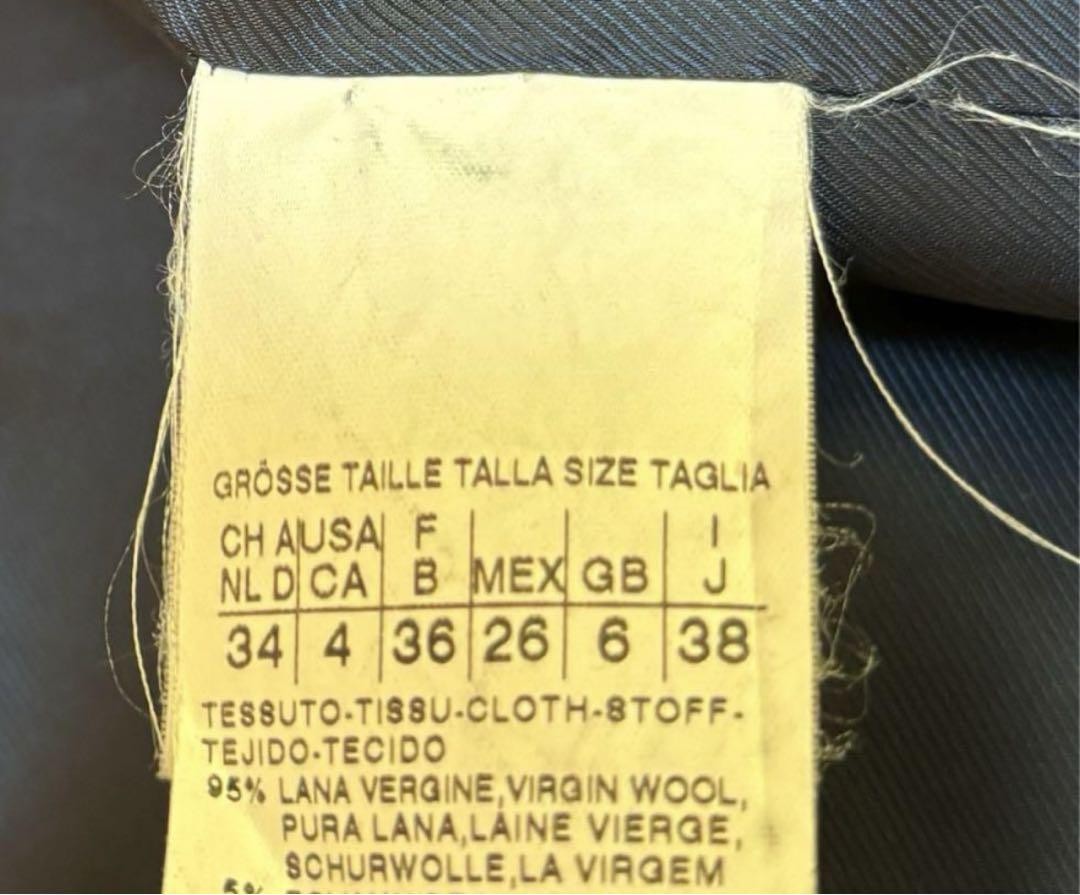 GRÖSSE TAILLE TALLA SIZE TAGLIA
CH A USA F I
NL D CA B MEX GB J
34 4 36 26 6 38
TESSUTO-TISSU-CLOTH-STOFF-
TEJIDO-TECIDO
95% LANA VERGINE,VIRGIN WOOL,
PURA LANA,LAINE VIERGE,
SCHURWOLLE,LA VIRGEM
5%